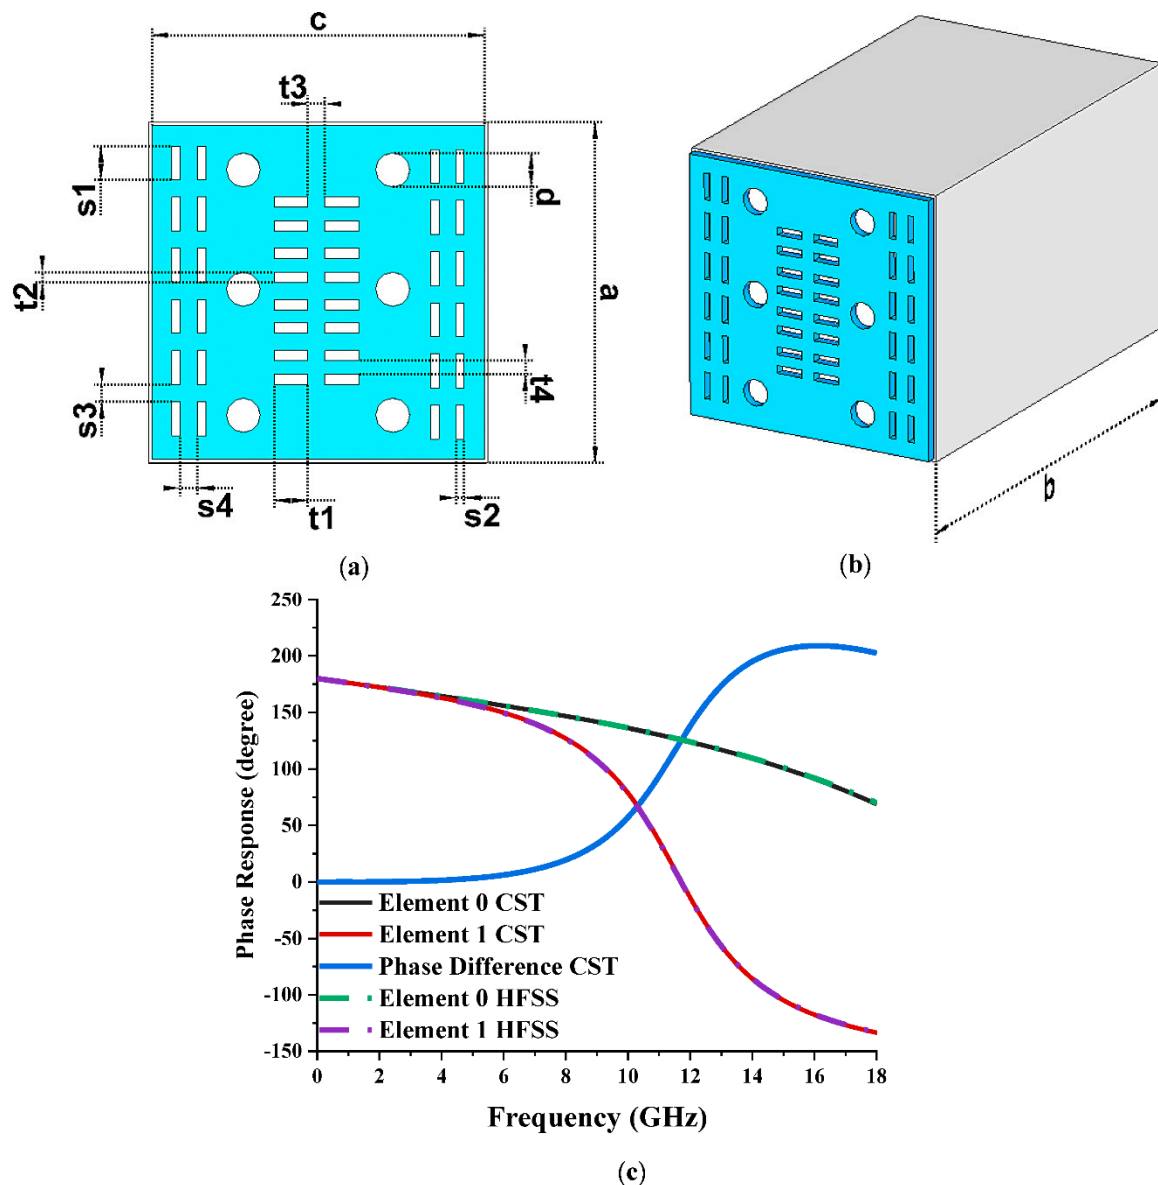 c
t3
s1
d
t2
a
s3
t4
s4
t1
s2
b
(a)
(b)
250
200
150
100
50
0
-50
-100
-150
Phase Response (degree)
Element 0 CST
Element 1 CST
Phase Difference CST
Element 0 HFSS
Element 1 HFSS
0 2 4 6 8 10 12 14 16 18
Frequency (GHz)
(c)